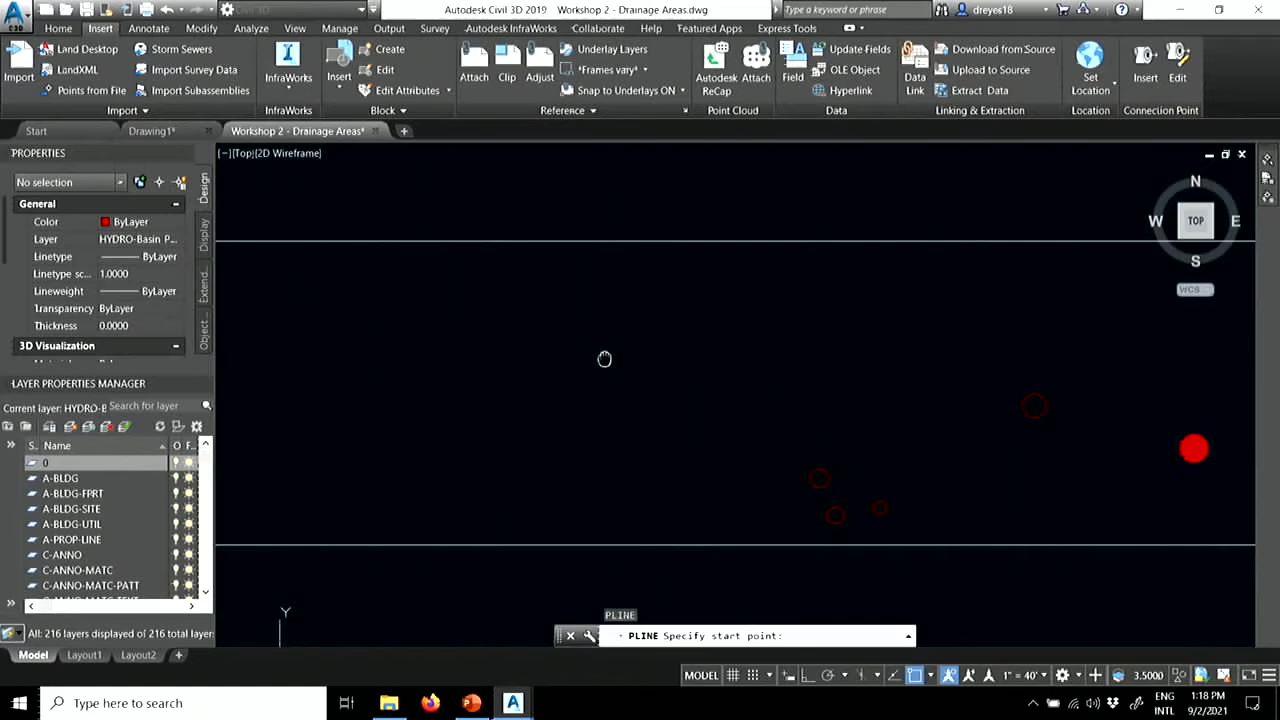 Autodesk Civil 3D 2019 Workshop 2 - Drainage Areas.dwg
Type a keyword or phrase
dreyes18
C3D
Home Insert Annotate Modify Analyze View Manage Output Survey Autodesk InfraWorks Collaborate Help Featured Apps Express Tools
Import
Land Desktop
LandXML
Points from File
Storm Sewers
Import Survey Data
Import Subassemblies
InfraWorks
Insert
Create
Edit
Edit Attributes
Attach
Clip
Adjust
Underlay Layers
*Frames vary*
Snap to Underlays ON
Autodesk
ReCap
Attach
Field
Update Fields
OLE Object
Hyperlink
Data
Link
Download from Source
Upload to Source
Extract Data
Set
Location
Insert
Edit
Import InfraWorks Block Reference Point Cloud Data Linking & Extraction Location Connection Point
Start Drawing1* Workshop 2 - Drainage Areas*
PROPERTIES
[−][Top][2D Wireframe]
No selection
General
Color ByLayer
Layer HYDRO-Basin P...
Linetype ByLayer
Linetype sc... 1.0000
Lineweight ByLayer
Transparency ByLayer
Thickness 0.0000
3D Visualization
Design
Display
Extend...
Object...
N
W TOP E
S
WCS
LAYER PROPERTIES MANAGER
Current layer: HYDRO-B Search for layer
S.. Name O F...
0
A-BLDG
A-BLDG-FPRT
A-BLDG-SITE
A-BLDG-UTIL
A-PROP-LINE
C-ANNO
C-ANNO-MATC
C-ANNO-MATC-PATT
All: 216 layers displayed of 216 total layers
Y
PLINE
PLINE Specify start point:
Model Layout1 Layout2
MODEL 1" = 40' 3.5000
Type here to search
ENG
INTL
1:18 PM
9/2/2021